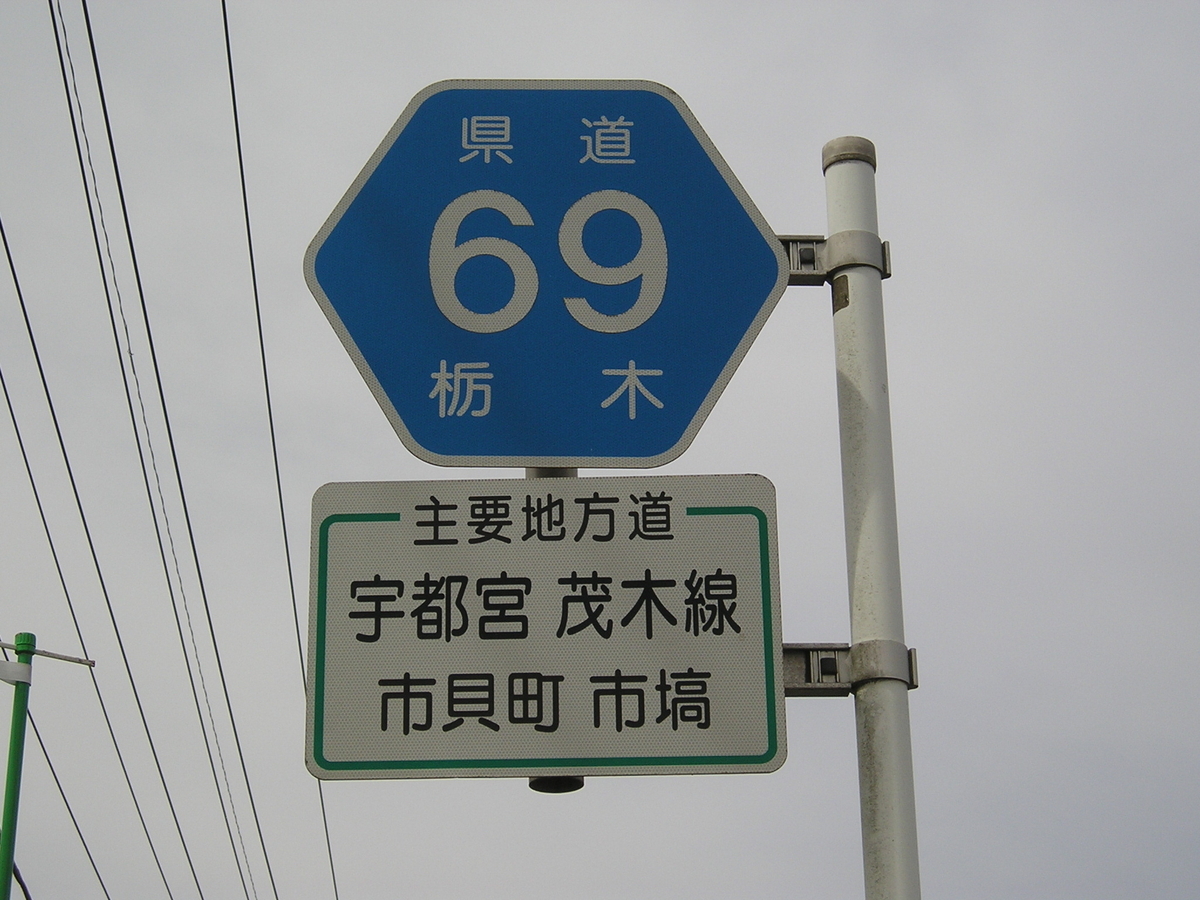 県道
69
栃木
主要地方道
宇都宮 茂木線
市貝町 市塙